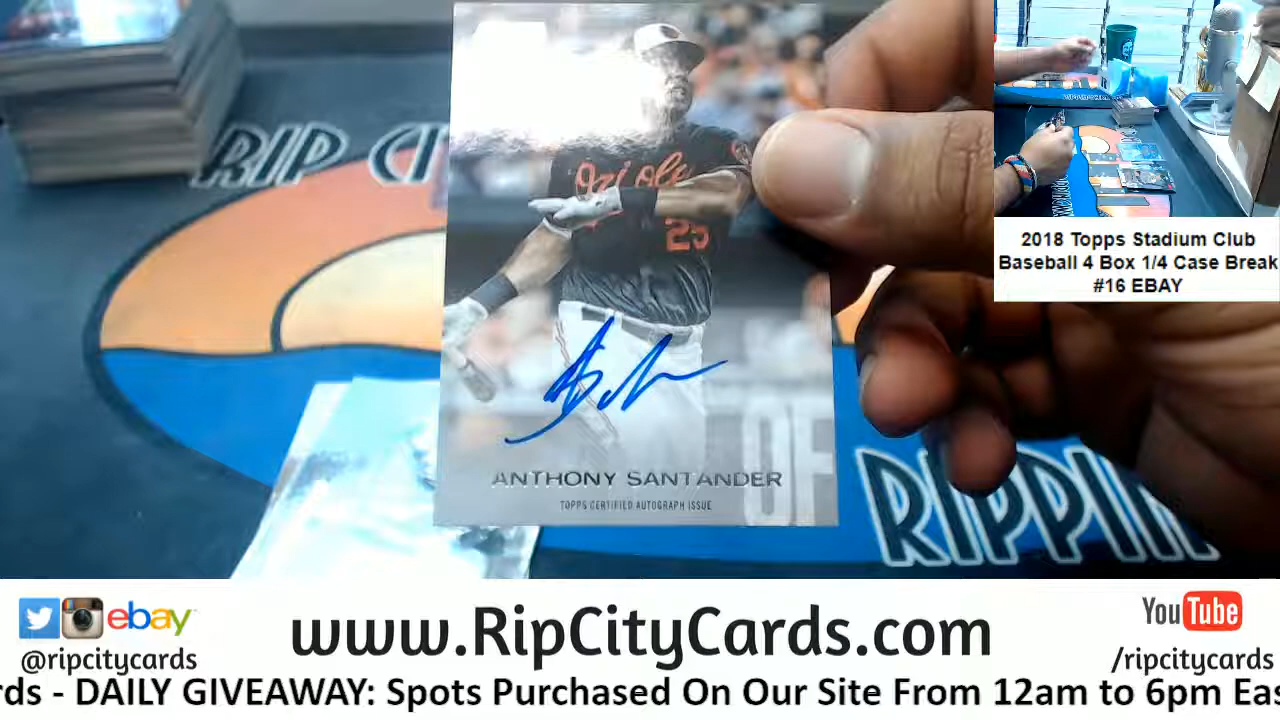 RIP CI
Orioles
25
ANTHONY SANTANDER
TOPPS CERTIFIED AUTOGRAPH ISSUE
OF
RIPPIN
2018 Topps Stadium Club
Baseball 4 Box 1/4 Case Break
#16 EBAY
ebay
@ripcitycards
www.RipCityCards.com
YouTube
/ripcitycards
rds - DAILY GIVEAWAY: Spots Purchased On Our Site From 12am to 6pm Eas